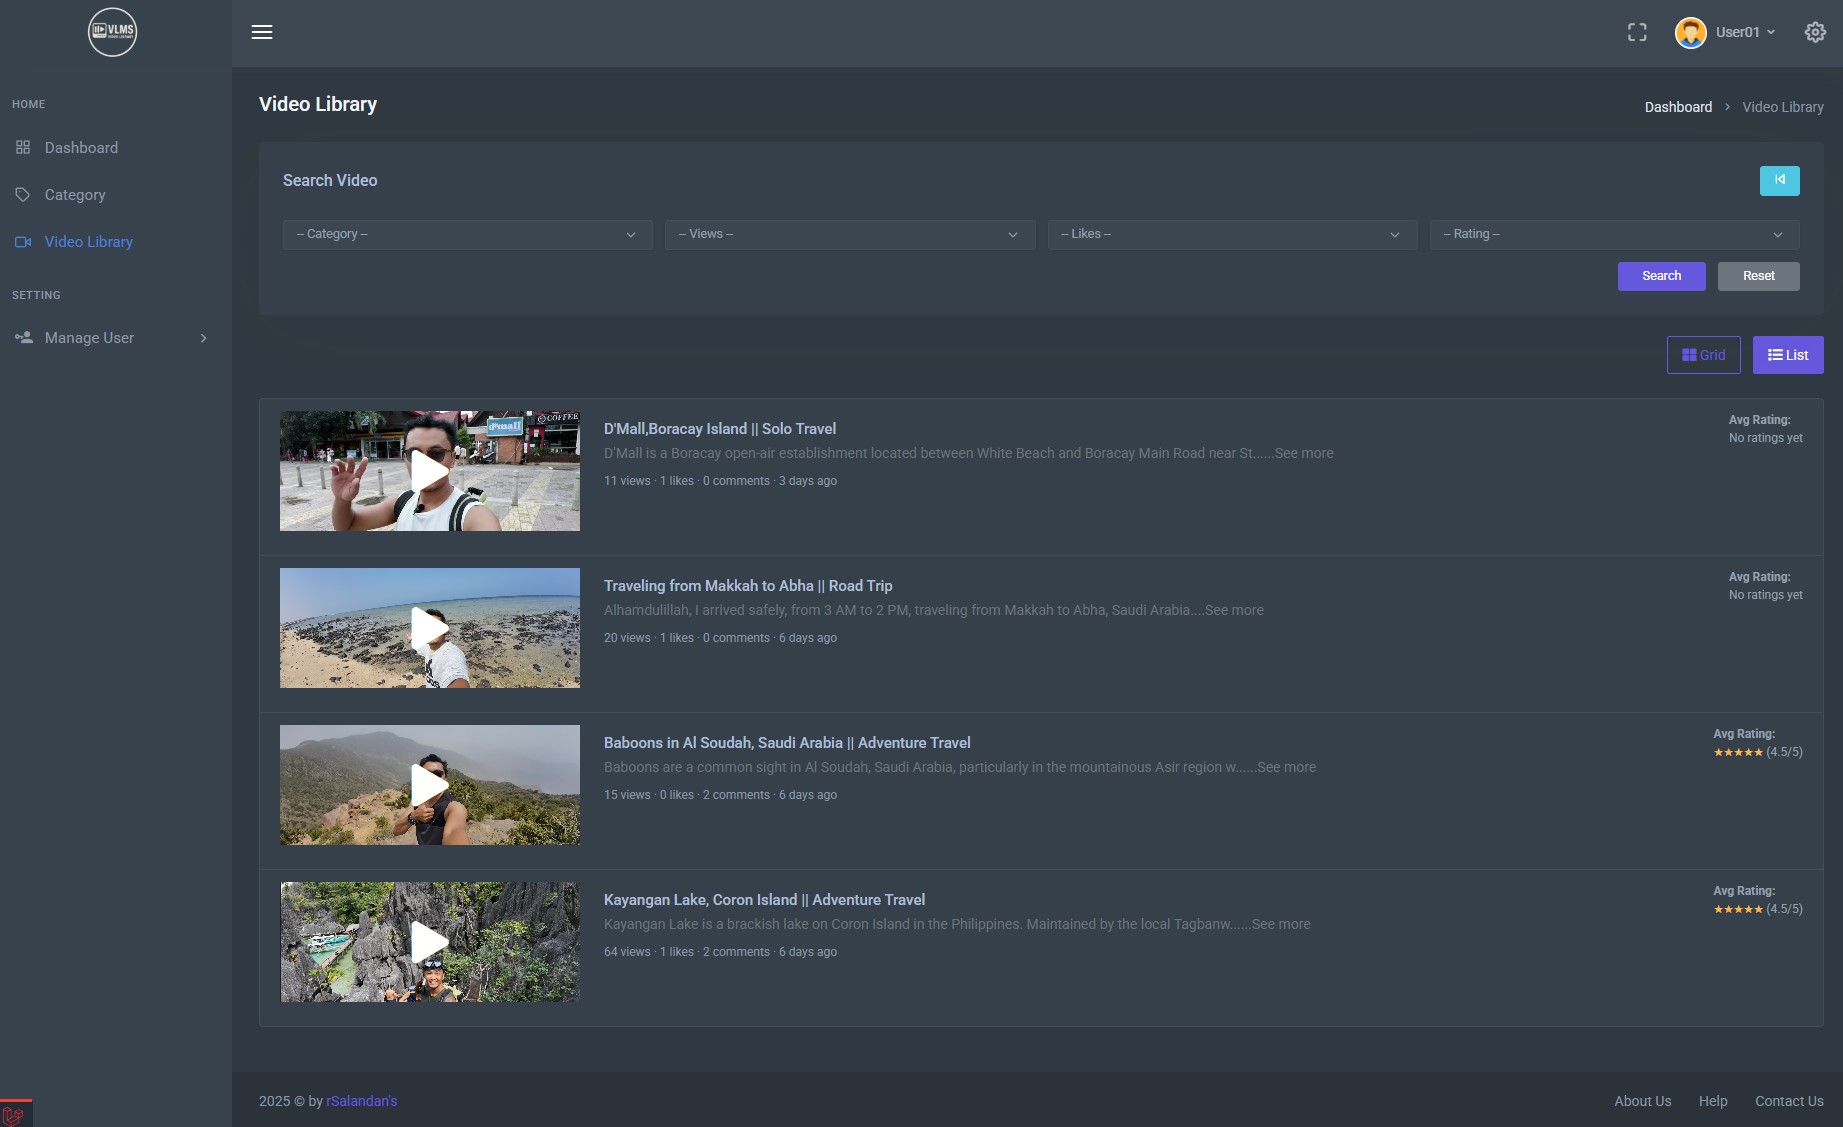 VLMS
VIDEO LIBRARY
User01
HOME
Dashboard
Category
Video Library
SETTING
Manage User
Video Library
Dashboard > Video Library
Search Video
-- Category --
-- Views --
-- Likes --
-- Rating --
Search
Reset
Grid
List
COFFEE
d*mall
D'Mall,Boracay Island || Solo Travel
D'Mall is a Boracay open-air establishment located between White Beach and Boracay Main Road near St......See more
11 views · 1 likes · 0 comments · 3 days ago
Avg Rating:
No ratings yet
Traveling from Makkah to Abha || Road Trip
Alhamdulillah, I arrived safely, from 3 AM to 2 PM, traveling from Makkah to Abha, Saudi Arabia....See more
20 views · 1 likes · 0 comments · 6 days ago
Avg Rating:
No ratings yet
Baboons in Al Soudah, Saudi Arabia || Adventure Travel
Baboons are a common sight in Al Soudah, Saudi Arabia, particularly in the mountainous Asir region w......See more
15 views · 0 likes · 2 comments · 6 days ago
Avg Rating:
★★★★★ (4.5/5)
Kayangan Lake, Coron Island || Adventure Travel
Kayangan Lake is a brackish lake on Coron Island in the Philippines. Maintained by the local Tagbanw......See more
64 views · 1 likes · 2 comments · 6 days ago
Avg Rating:
★★★★★ (4.5/5)
2025 © by rSalandan's
About Us
Help
Contact Us